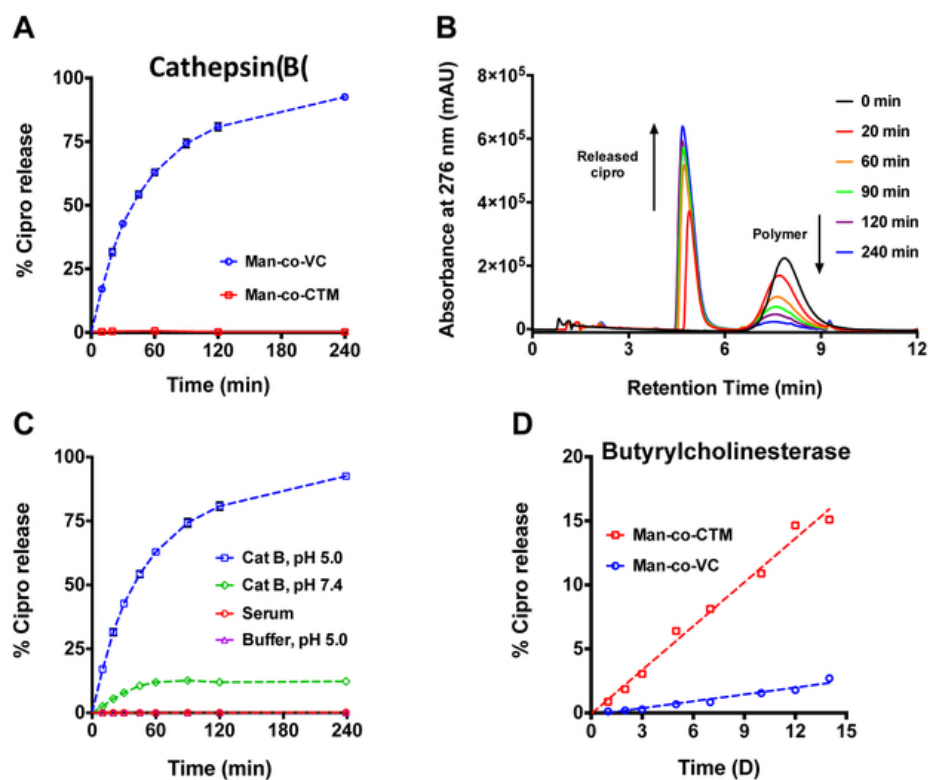 A
Cathepsin(B(
100
75
50
25
0
% Cipro release
Man-co-VC
Man-co-CTM
0 60 120 180 240
Time (min)
B
8×10⁵
6×10⁵
4×10⁵
2×10⁵
0
Absorbance at 276 nm (mAU)
Released
cipro
Polymer
0 min
20 min
60 min
90 min
120 min
240 min
0 3 6 9 12
Retention Time (min)
C
100
75
50
25
0
% Cipro release
Cat B, pH 5.0
Cat B, pH 7.4
Serum
Buffer, pH 5.0
0 60 120 180 240
Time (min)
D
Butyrylcholinesterase
20
15
10
5
0
% Cipro release
Man-co-CTM
Man-co-VC
0 3 6 9 12 15
Time (D)